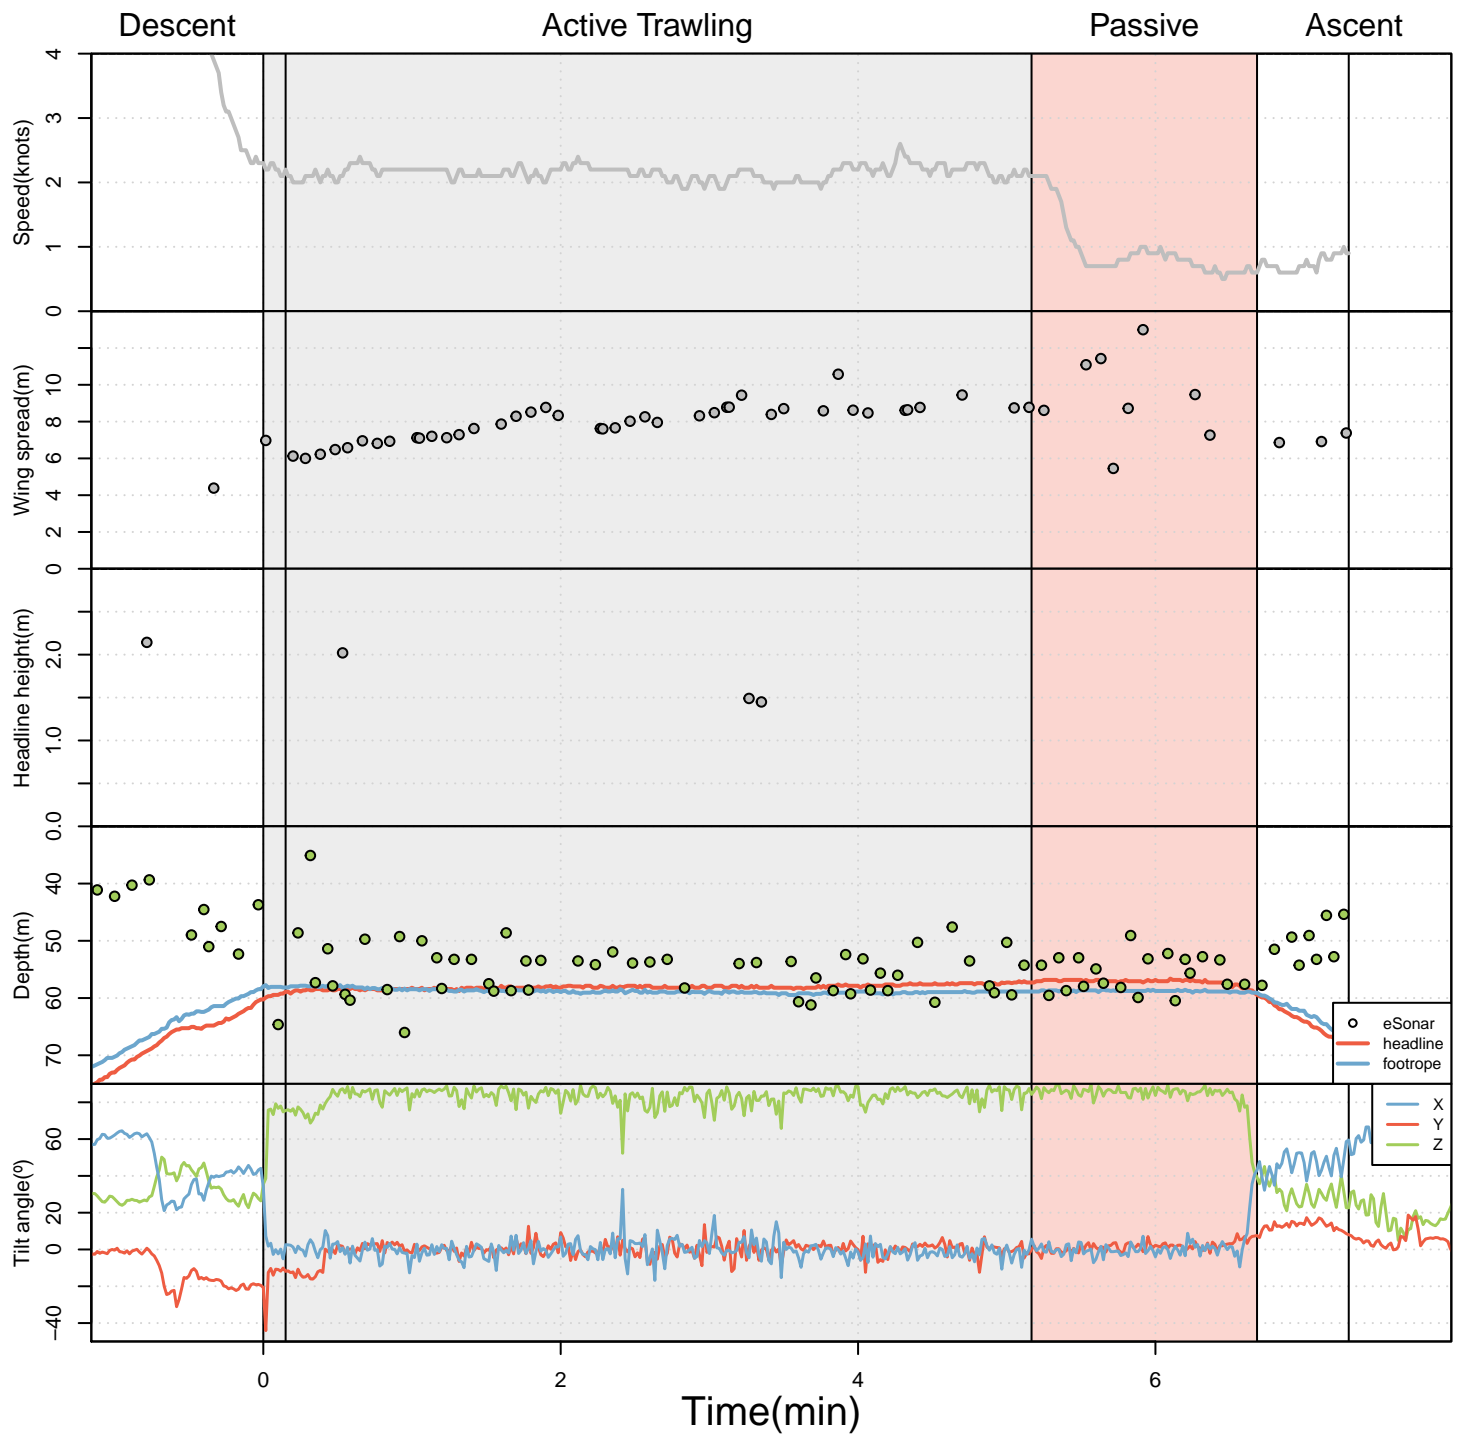 Descent Active Trawling Passive Ascent
Speed(knots)
4
3
2
1
0
Wing spread(m)
10
8
6
4
2
0
Headline height(m)
2.0
1.0
0.0
Depth(m)
40
50
60
70
eSonar
headline
footrope
Tilt angle(º)
60
20
0
−40
X
Y
Z
0 2 4 6
Time(min)